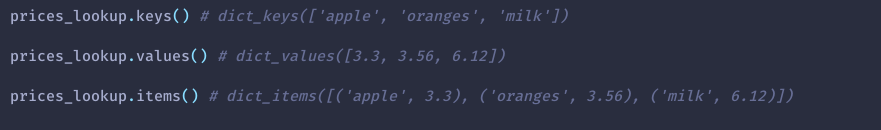 prices_lookup.keys() # dict_keys(['apple', 'oranges', 'milk'])
prices_lookup.values() # dict_values([3.3, 3.56, 6.12])
prices_lookup.items() # dict_items([('apple', 3.3), ('oranges', 3.56), ('milk', 6.12)])